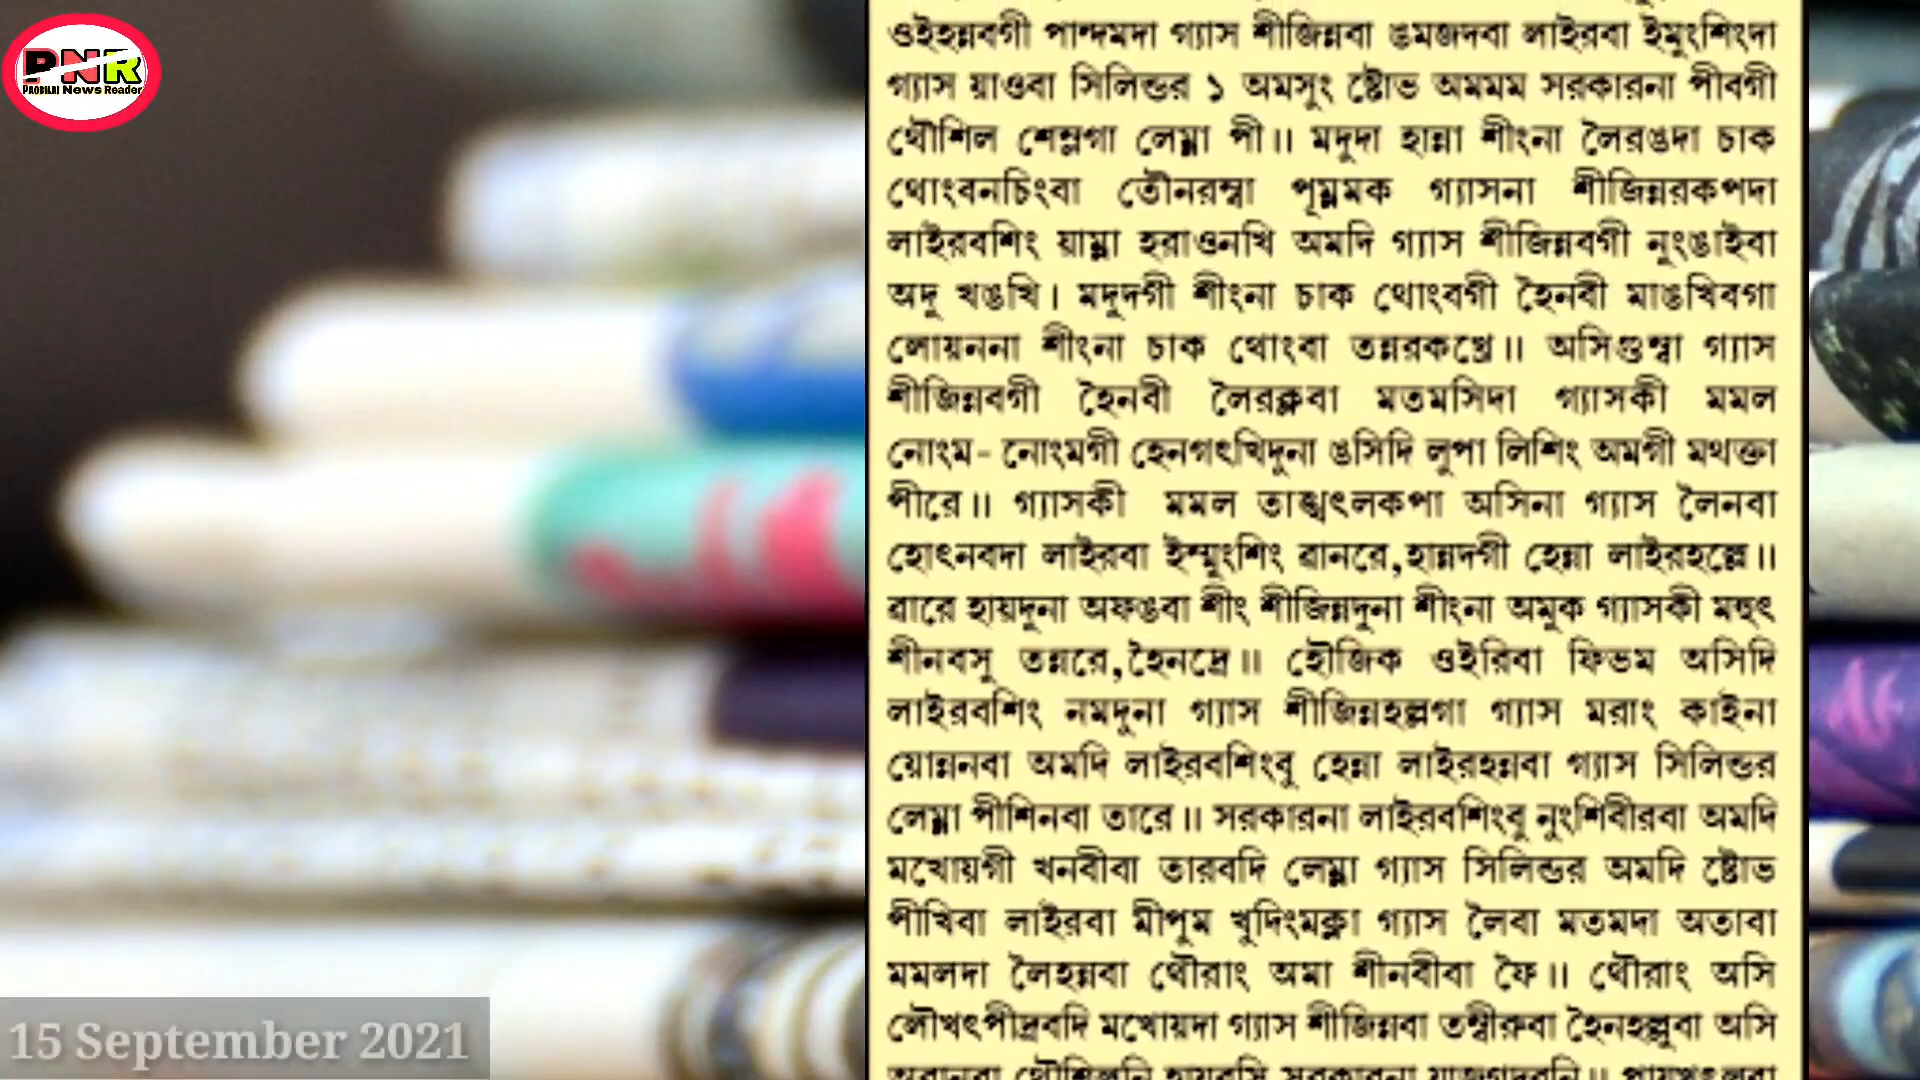 PNR
PAOBILRI News Reader
ওইহন্নবগী পান্দমদা গ্যাস শীজিন্নবা ঙমজদবা লাইরবা ইমুংশিংদা
গ্যাস য়াওবা সিলিন্ডর ১ অমসুং ষ্টোভ অমমম সরকারনা পীবগী
থৌশিল শেম্লগা লেম্না পী॥ মদুদা হান্না শীংনা লৈরঙদা চাক
থোংবনচিংবা তৌনরম্বা পূম্নমক গ্যাসনা শীজিন্নরকপদা
লাইরবশিং য়াম্না হরাওনখি অমদি গ্যাস শীজিন্নবগী নুংঙাইবা
অদু খঙখি। মদুদগী শীংনা চাক থোংবগী হৈনবী মাঙখিবগা
লোয়ননা শীংনা চাক থোংবা তন্নরকখ্রে॥ অসিগুম্বা গ্যাস
শীজিন্নবগী হৈনবী লৈরক্লবা মতমসিদা গ্যাসকী মমল
নোংম- নোংমগী হেনগৎখিদুনা ঙসিদি লুপা লিশিং অমগী মথক্তা
পীরে॥ গ্যাসকী মমল তাঙ্খৎলকপা অসিনা গ্যাস লৈনবা
হোৎনবদা লাইরবা ইম্মুংশিং ৱানরে,হান্নদগী হেন্না লাইরহল্লে॥
ৱারে হায়দুনা অফঙবা শীং শীজিন্নদুনা শীংনা অমুক গ্যাসকী মহুৎ
শীনবসু তন্নরে,হৈনদ্রে॥ হৌজিক ওইরিবা ফিভম অসিদি
লাইরবশিং নমদুনা গ্যাস শীজিন্নহল্লগা গ্যাস মরাং কাইনা
য়োন্ননবা অমদি লাইরবশিংবু হেন্না লাইরহন্নবা গ্যাস সিলিন্ডর
লেম্না পীশিনবা তারে॥ সরকারনা লাইরবশিংবু নুংশিবীরবা অমদি
মখোয়গী খনবীবা তারবদি লেম্না গ্যাস সিলিন্ডর অমদি ষ্টোভ
পীখিবা লাইরবা মীপুম খুদিংমক্না গ্যাস লৈবা মতমদা অতাবা
মমলদা লৈহন্নবা থৌরাং অমা শীনবীবা ফৈ॥ থৌরাং অসি
লৌখৎপীদ্রবদি মখোয়দা গ্যাস শীজিন্নবা তম্বীরুবা হৈনহল্লুবা অসি
15 September 2021